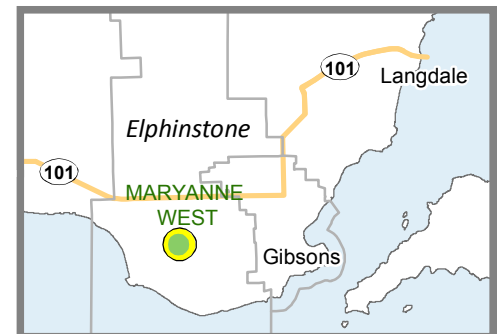 101
Langdale
Elphinstone
101
MARYANNE
WEST
Gibsons